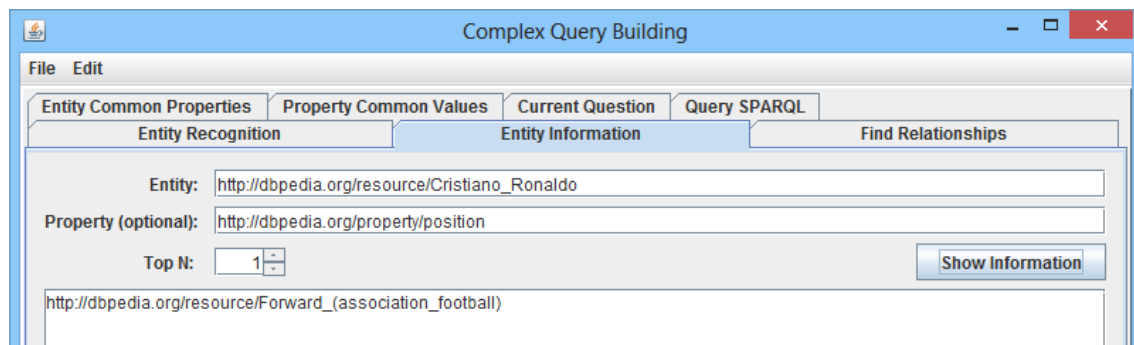 Complex Query Building
File Edit
Entity Common Properties Property Common Values Current Question Query SPARQL
Entity Recognition Entity Information Find Relationships
Entity: http://dbpedia.org/resource/Cristiano_Ronaldo
Property (optional): http://dbpedia.org/property/position
Top N: 1 Show Information
http://dbpedia.org/resource/Forward_(association_football)